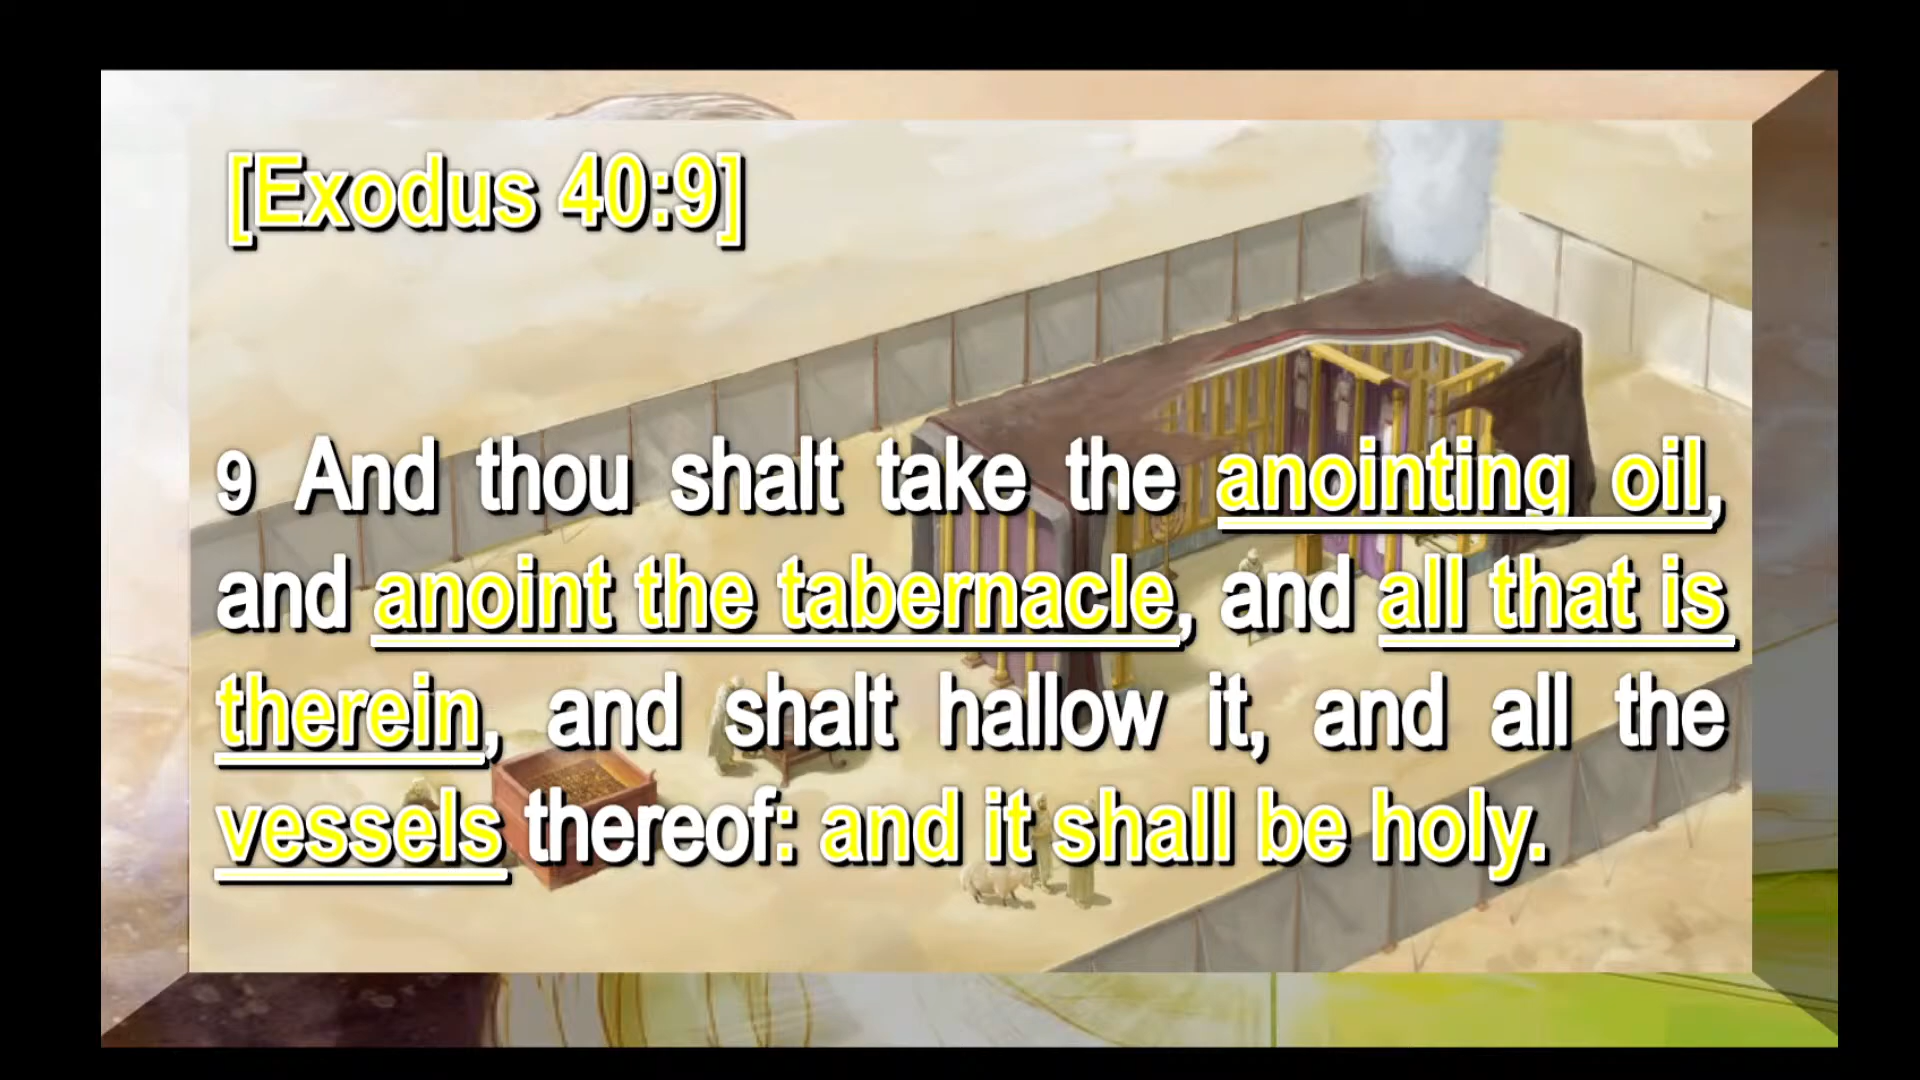 [Exodus 40:9]
9 And thou shalt take the anointing oil,
and anoint the tabernacle, and all that is
therein, and shalt hallow it, and all the
vessels thereof: and it shall be holy.